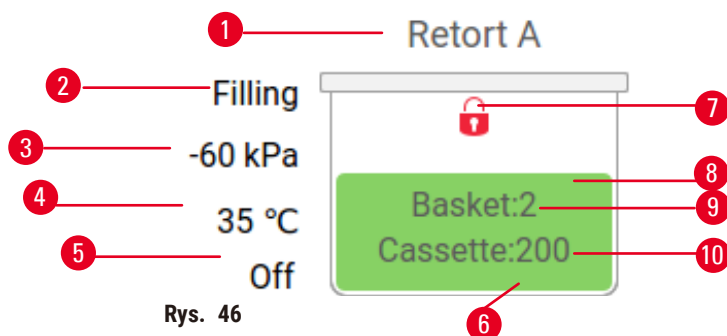 1 Retort A
2 Filling 7
3 -60 kPa
8
4 35 °C Basket:2 9
5 Off Cassette:200 10
Rys. 46 6